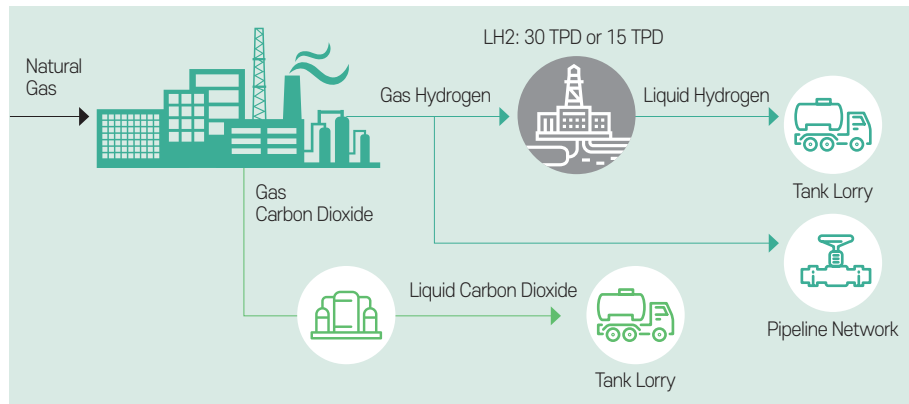 LH2: 30 TPD or 15 TPD
Natural
Gas
Gas Hydrogen
Liquid Hydrogen
Tank Lorry
Gas
Carbon Dioxide
Liquid Carbon Dioxide
Pipeline Network
Tank Lorry